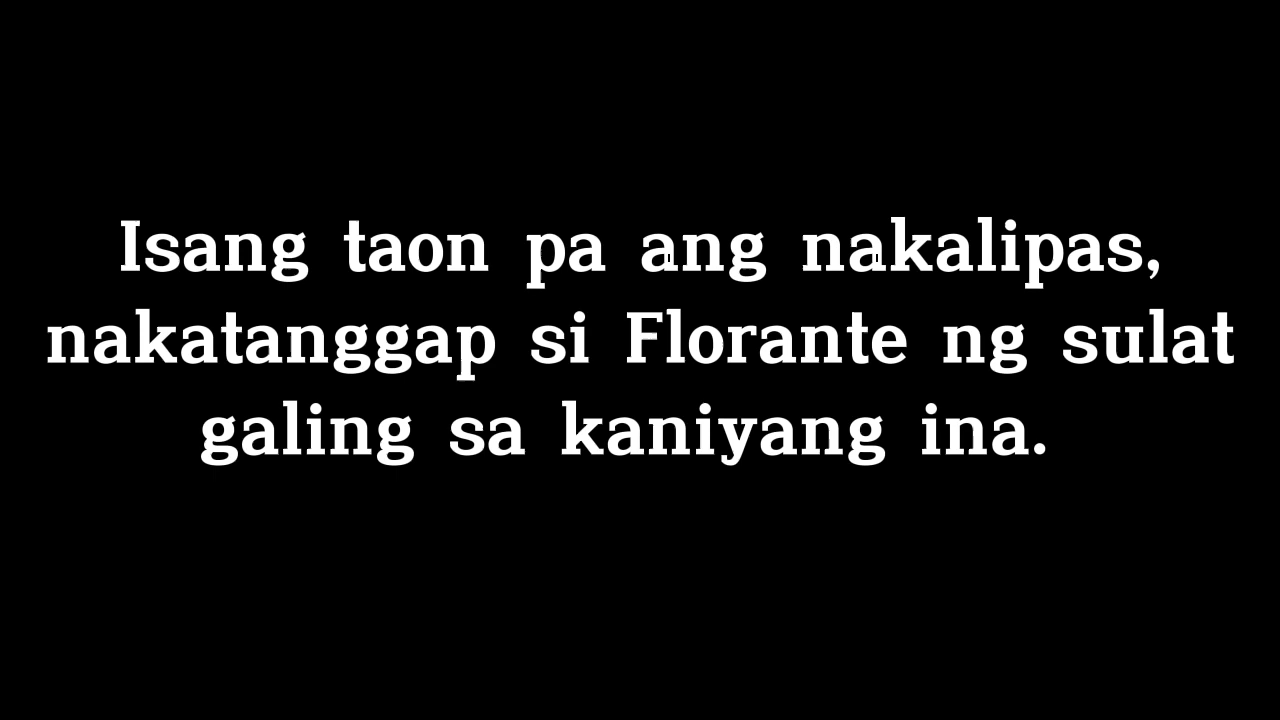 Isang taon pa ang nakalipas,
nakatanggap si Florante ng sulat
galing sa kaniyang ina.